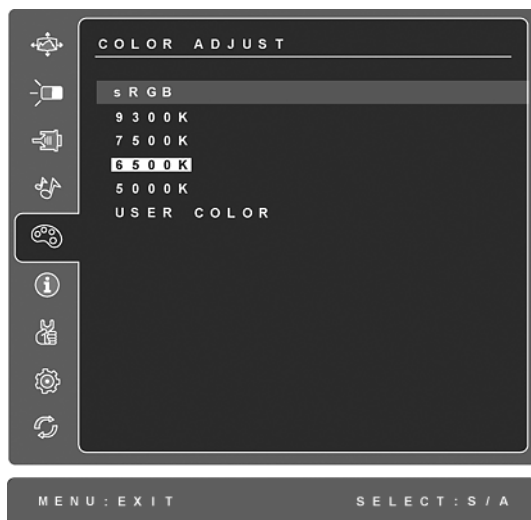 COLOR ADJUST
sRGB
9300K
7500K
6500K
5000K
USER COLOR
MENU:EXIT SELECT:S/A